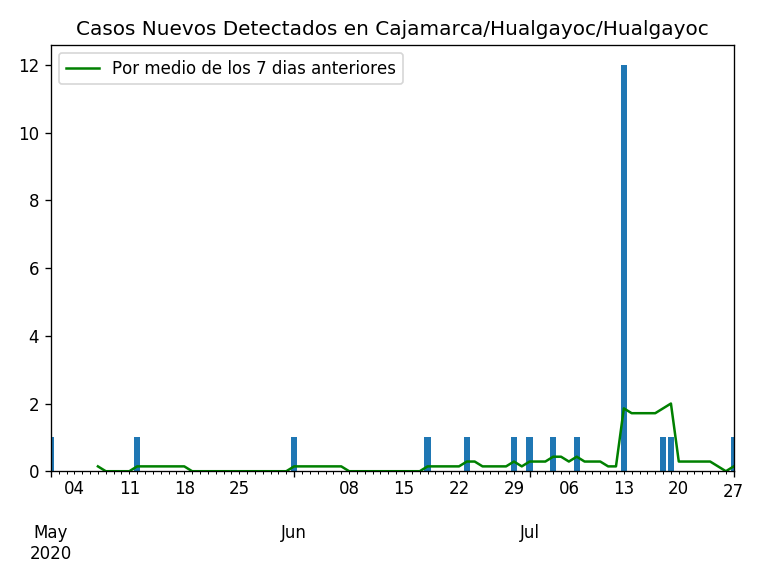 Casos Nuevos Detectados en Cajamarca/Hualgayoc/Hualgayoc
Por medio de los 7 dias anteriores
12
10
8
6
4
2
0
04 11 18 25 08 15 22 29 06 13 20 27
May Jun Jul
2020